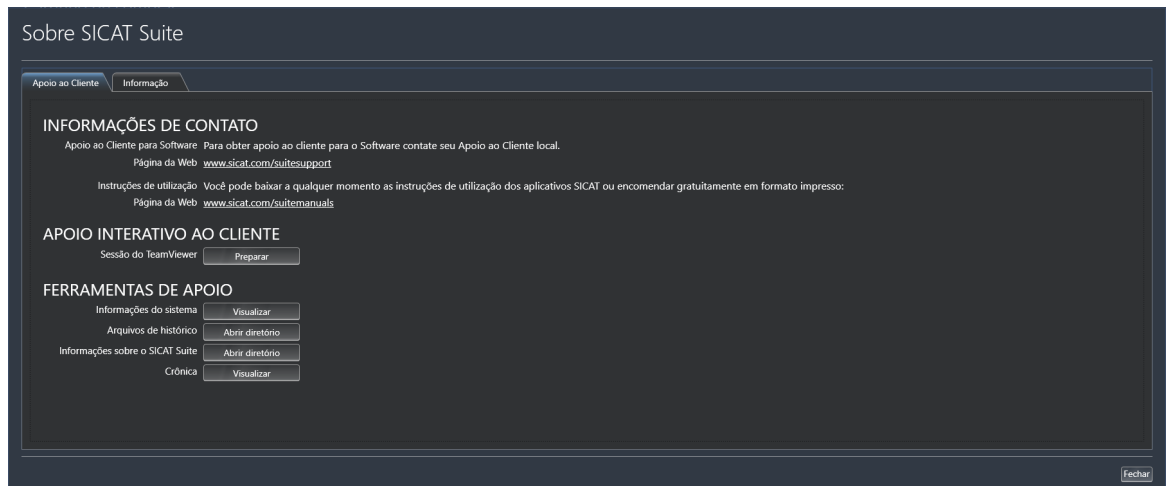 Sobre SICAT Suite
Apoio ao Cliente Informação
INFORMAÇÕES DE CONTATO
Apoio ao Cliente para Software Para obter apoio ao cliente para o Software contate seu Apoio ao Cliente local.
Página da Web www.sicat.com/suitesupport
Instruções de utilização Você pode baixar a qualquer momento as instruções de utilização dos aplicativos SICAT ou encomendar gratuitamente em formato impresso:
Página da Web www.sicat.com/suitemanuals
APOIO INTERATIVO AO CLIENTE
Sessão do TeamViewer Preparar
FERRAMENTAS DE APOIO
Informações do sistema Visualizar
Arquivos de histórico Abrir diretório
Informações sobre o SICAT Suite Abrir diretório
Crônica Visualizar
Fechar